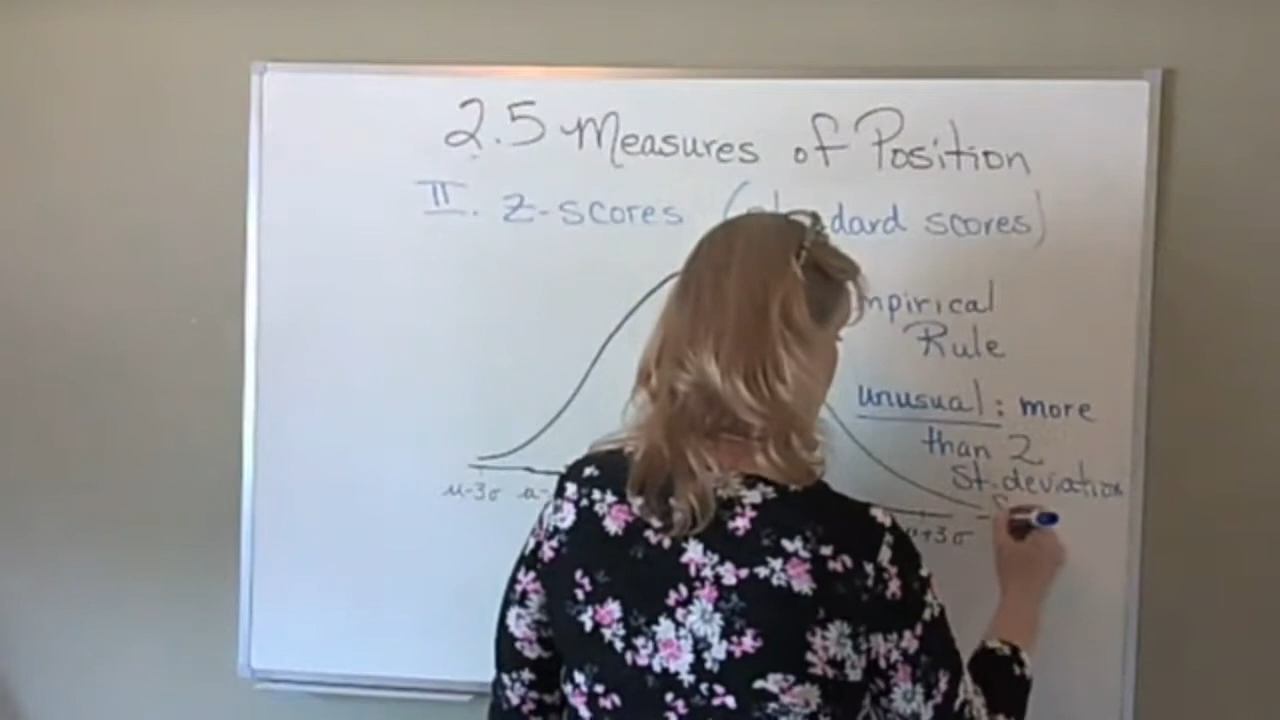 2.5 Measures of Position
II. z-scores (standard scores)
mpirical
Rule
unusual: more
than 2
st. deviation
μ-3σ μ-
μ+3σ